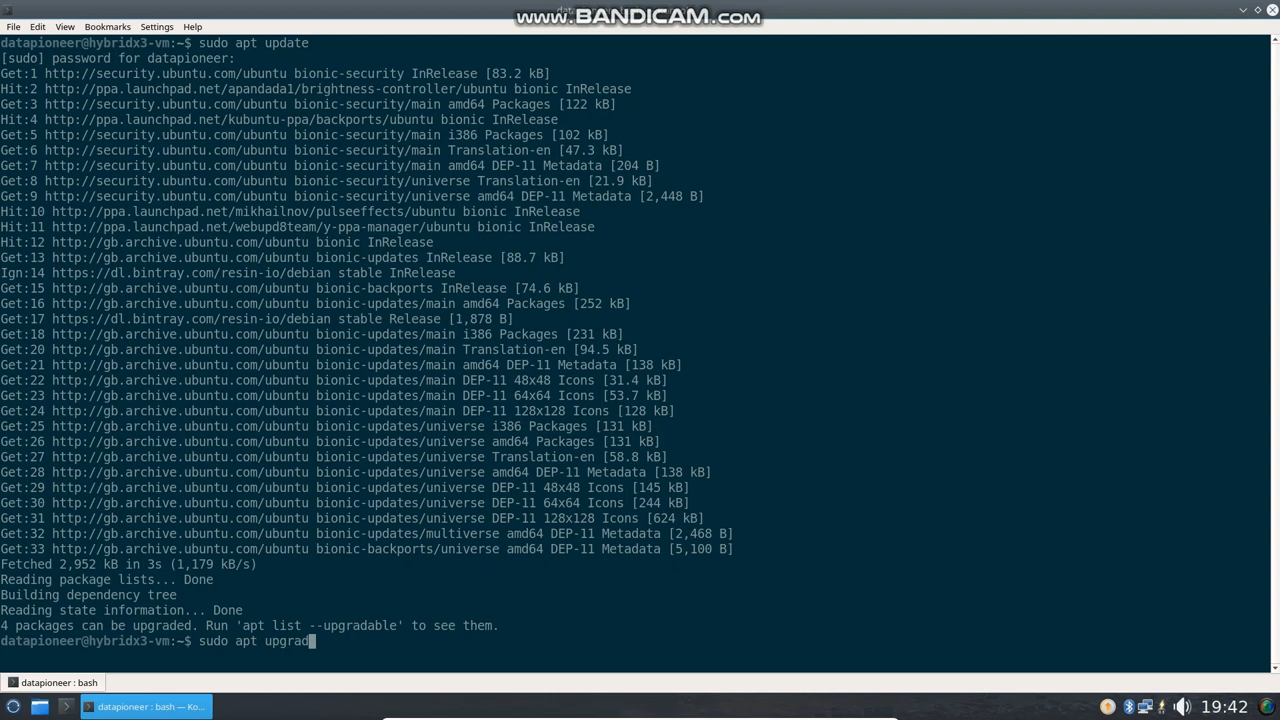 www.BANDICAM.com
File Edit View Bookmarks Settings Help
datapioneer@hybridx3-vm:~$ sudo apt update
[sudo] password for datapioneer:
Get:1 http://security.ubuntu.com/ubuntu bionic-security InRelease [83.2 kB]
Hit:2 http://ppa.launchpad.net/apandada1/brightness-controller/ubuntu bionic InRelease
Get:3 http://security.ubuntu.com/ubuntu bionic-security/main amd64 Packages [122 kB]
Hit:4 http://ppa.launchpad.net/kubuntu-ppa/backports/ubuntu bionic InRelease
Get:5 http://security.ubuntu.com/ubuntu bionic-security/main i386 Packages [102 kB]
Get:6 http://security.ubuntu.com/ubuntu bionic-security/main Translation-en [47.3 kB]
Get:7 http://security.ubuntu.com/ubuntu bionic-security/main amd64 DEP-11 Metadata [204 B]
Get:8 http://security.ubuntu.com/ubuntu bionic-security/universe Translation-en [21.9 kB]
Get:9 http://security.ubuntu.com/ubuntu bionic-security/universe amd64 DEP-11 Metadata [2,448 B]
Hit:10 http://ppa.launchpad.net/mikhailnov/pulseeffects/ubuntu bionic InRelease
Hit:11 http://ppa.launchpad.net/webupd8team/y-ppa-manager/ubuntu bionic InRelease
Hit:12 http://gb.archive.ubuntu.com/ubuntu bionic InRelease
Get:13 http://gb.archive.ubuntu.com/ubuntu bionic-updates InRelease [88.7 kB]
Ign:14 https://dl.bintray.com/resin-io/debian stable InRelease
Get:15 http://gb.archive.ubuntu.com/ubuntu bionic-backports InRelease [74.6 kB]
Get:16 http://gb.archive.ubuntu.com/ubuntu bionic-updates/main amd64 Packages [252 kB]
Get:17 https://dl.bintray.com/resin-io/debian stable Release [1,878 B]
Get:18 http://gb.archive.ubuntu.com/ubuntu bionic-updates/main i386 Packages [231 kB]
Get:20 http://gb.archive.ubuntu.com/ubuntu bionic-updates/main Translation-en [94.5 kB]
Get:21 http://gb.archive.ubuntu.com/ubuntu bionic-updates/main amd64 DEP-11 Metadata [138 kB]
Get:22 http://gb.archive.ubuntu.com/ubuntu bionic-updates/main DEP-11 48x48 Icons [31.4 kB]
Get:23 http://gb.archive.ubuntu.com/ubuntu bionic-updates/main DEP-11 64x64 Icons [53.7 kB]
Get:24 http://gb.archive.ubuntu.com/ubuntu bionic-updates/main DEP-11 128x128 Icons [128 kB]
Get:25 http://gb.archive.ubuntu.com/ubuntu bionic-updates/universe i386 Packages [131 kB]
Get:26 http://gb.archive.ubuntu.com/ubuntu bionic-updates/universe amd64 Packages [131 kB]
Get:27 http://gb.archive.ubuntu.com/ubuntu bionic-updates/universe Translation-en [58.8 kB]
Get:28 http://gb.archive.ubuntu.com/ubuntu bionic-updates/universe amd64 DEP-11 Metadata [138 kB]
Get:29 http://gb.archive.ubuntu.com/ubuntu bionic-updates/universe DEP-11 48x48 Icons [145 kB]
Get:30 http://gb.archive.ubuntu.com/ubuntu bionic-updates/universe DEP-11 64x64 Icons [244 kB]
Get:31 http://gb.archive.ubuntu.com/ubuntu bionic-updates/universe DEP-11 128x128 Icons [624 kB]
Get:32 http://gb.archive.ubuntu.com/ubuntu bionic-updates/multiverse amd64 DEP-11 Metadata [2,468 B]
Get:33 http://gb.archive.ubuntu.com/ubuntu bionic-backports/universe amd64 DEP-11 Metadata [5,100 B]
Fetched 2,952 kB in 3s (1,179 kB/s)
Reading package lists... Done
Building dependency tree
Reading state information... Done
4 packages can be upgraded. Run 'apt list --upgradable' to see them.
datapioneer@hybridx3-vm:~$ sudo apt upgrad
datapioneer : bash
datapioneer : bash — Ko...
19:42